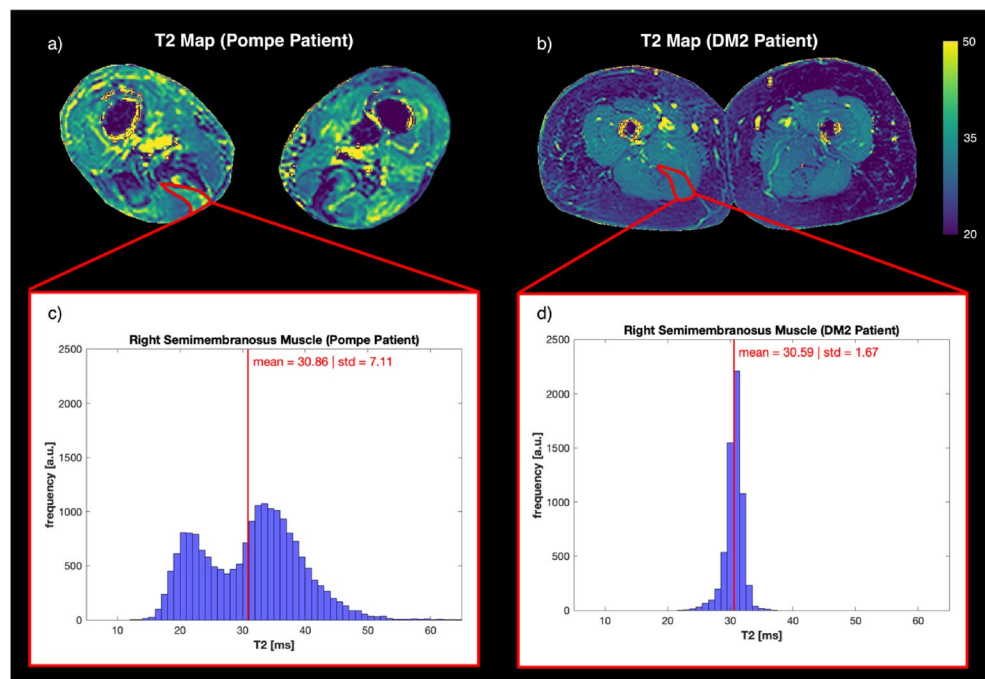 a)
T2 Map (Pompe Patient)
b)
T2 Map (DM2 Patient)
50
35
20
c)
Right Semimembranosus Muscle (Pompe Patient)
mean = 30.86 | std = 7.11
2500
2000
1500
1000
500
0
frequency [a.u.]
10 20 30 40 50 60
T2 [ms]
d)
Right Semimembranosus Muscle (DM2 Patient)
mean = 30.59 | std = 1.67
2500
2000
1500
1000
500
0
frequency [a.u.]
10 20 30 40 50 60
T2 [ms]